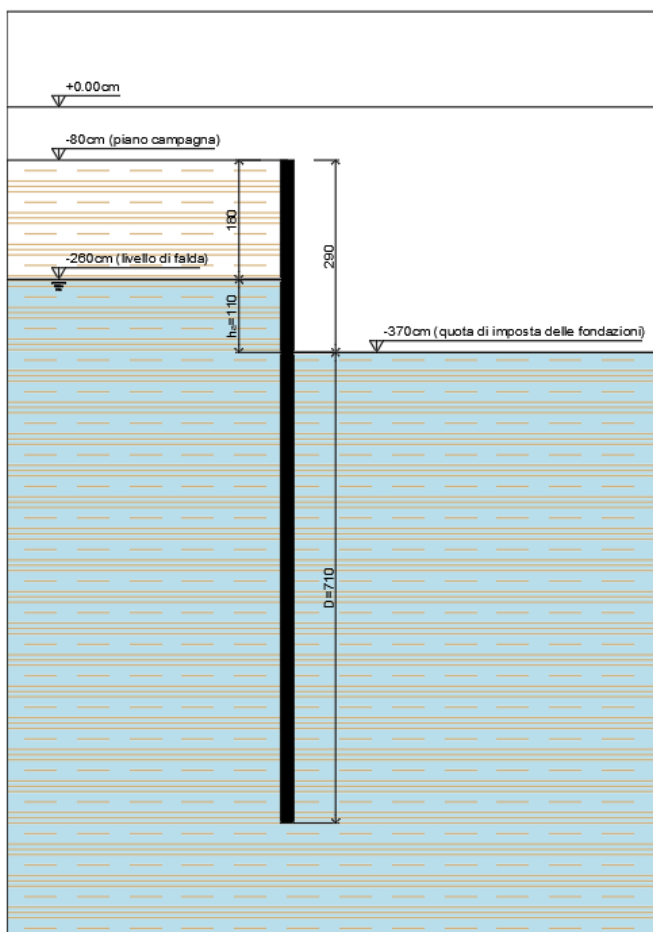 +0.00cm
-80cm (piano campagna)
180
290
-260cm (livello di falda)
hₐ=110
-370cm (quota di imposta delle fondazioni)
D=710